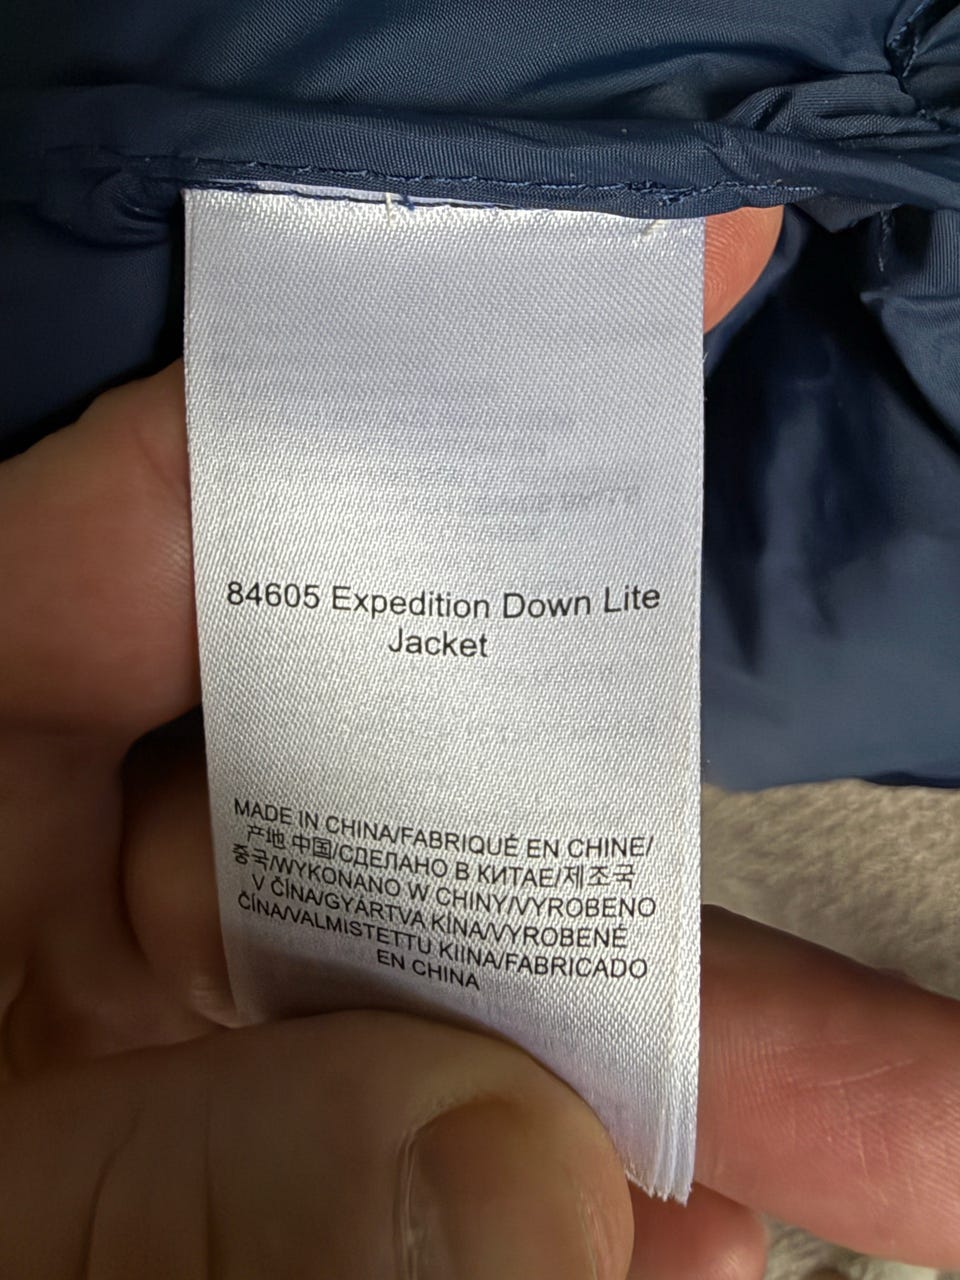 84605 Expedition Down Lite
Jacket
MADE IN CHINA/FABRIQUÉ EN CHINE/
产地 中国/СДЕЛАНО В КИТАЕ/제조국
중국/WYKONANO W CHINY/VYROBENO
V ČÍNA/GYÁRTVA KÍNA/VYROBENÉ
ČÍNA/VALMISTETTU KIINA/FABRICADO
EN CHINA